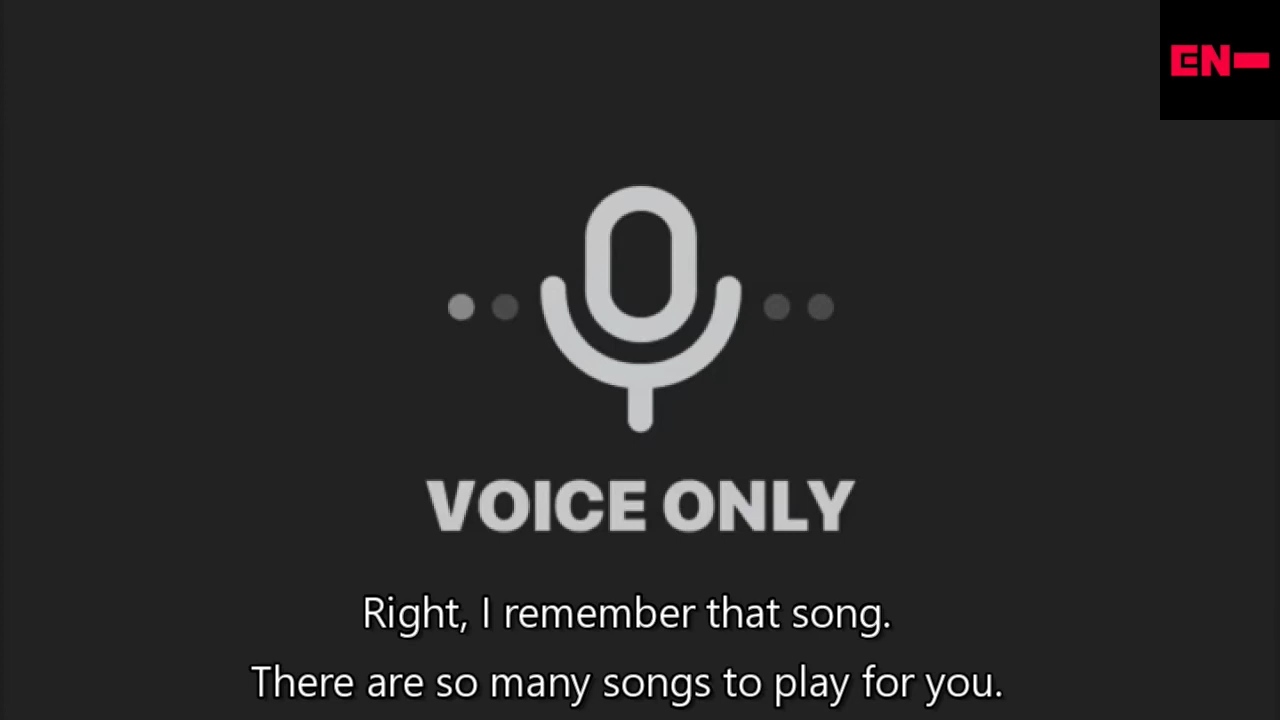 EN-
VOICE ONLY
Right, I remember that song.
There are so many songs to play for you.